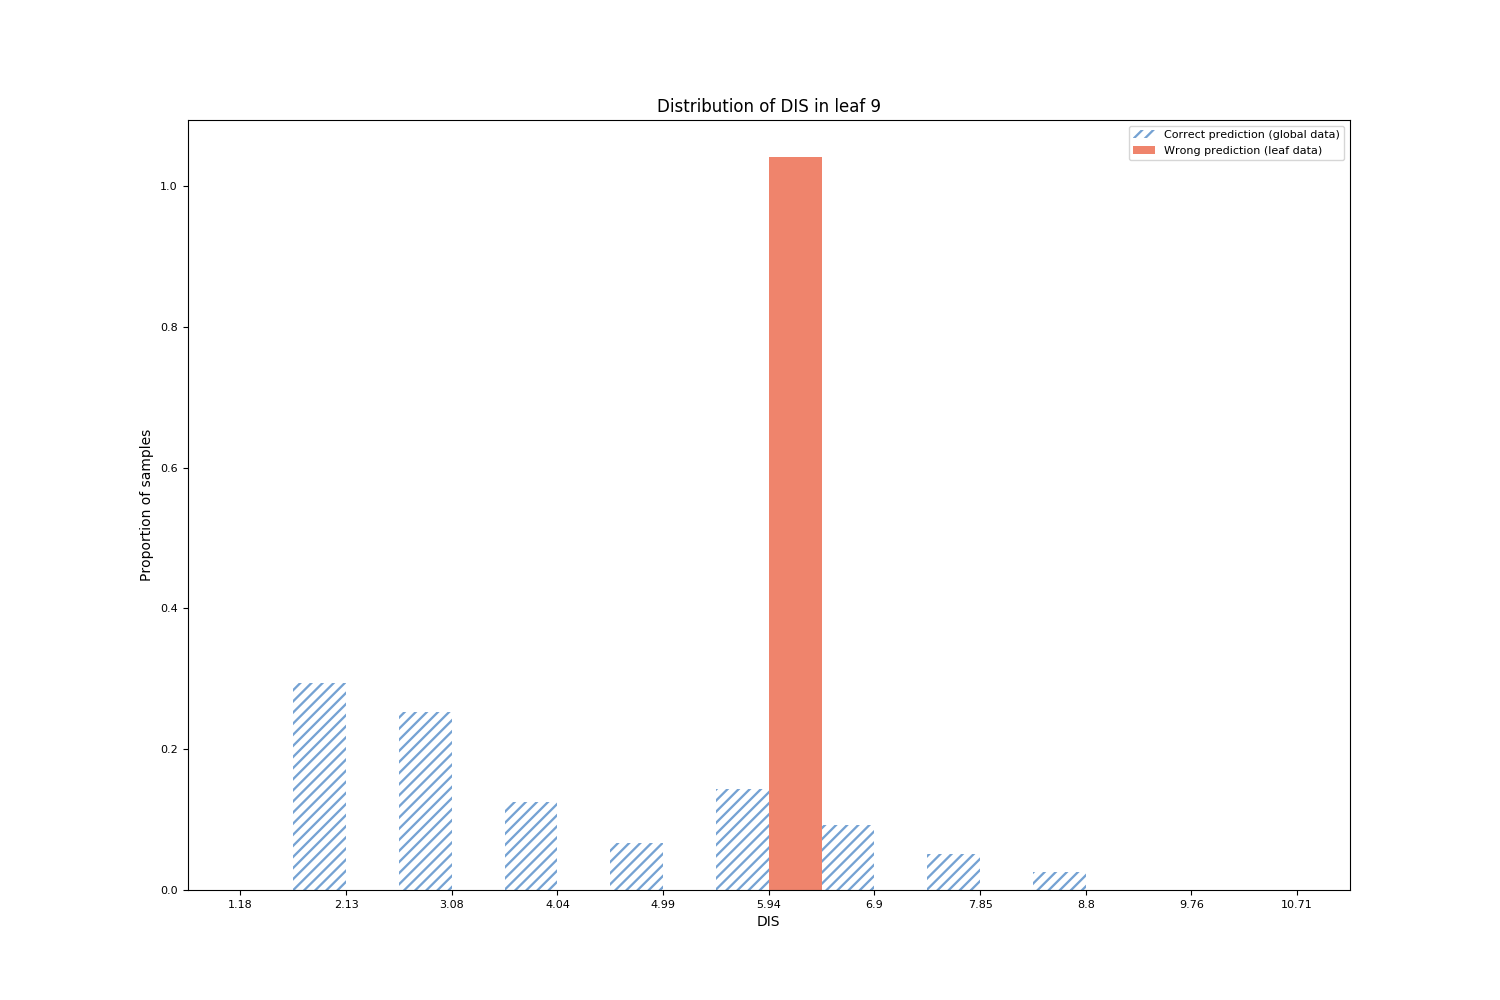 Distribution of DIS in leaf 9
Correct prediction (global data)
Wrong prediction (leaf data)
1.0
0.8
0.6
0.4
0.2
0.0
Proportion of samples
1.18 2.13 3.08 4.04 4.99 5.94 6.9 7.85 8.8 9.76 10.71
DIS